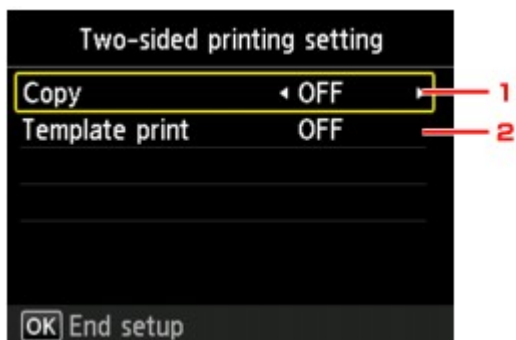 Two-sided printing setting
Copy OFF 1
Template print OFF 2
OK End setup